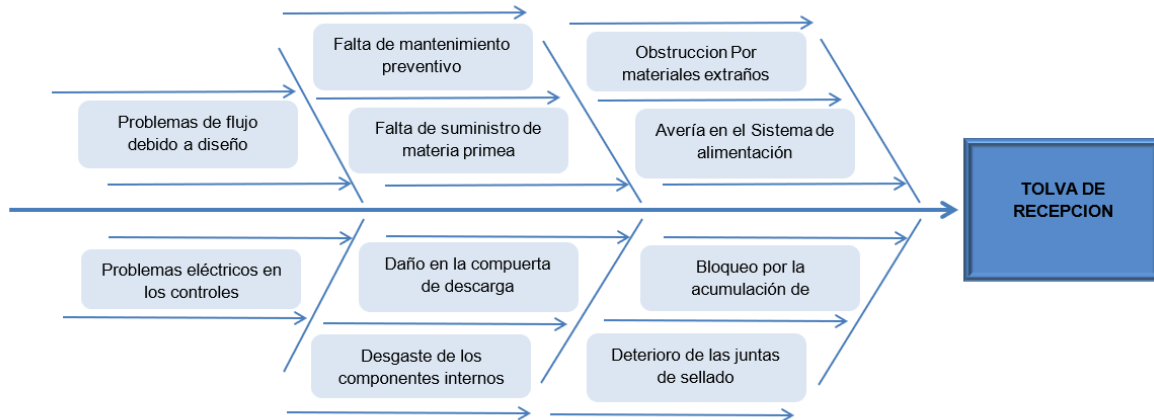 Falta de mantenimiento
preventivo
Obstruccion Por
materiales extraños
Problemas de flujo
debido a diseño
Falta de suministro de
materia primea
Avería en el Sistema de
alimentación
TOLVA DE
RECEPCION
Problemas eléctricos en
los controles
Daño en la compuerta
de descarga
Bloqueo por la
acumulación de
Desgaste de los
componentes internos
Deterioro de las juntas
de sellado